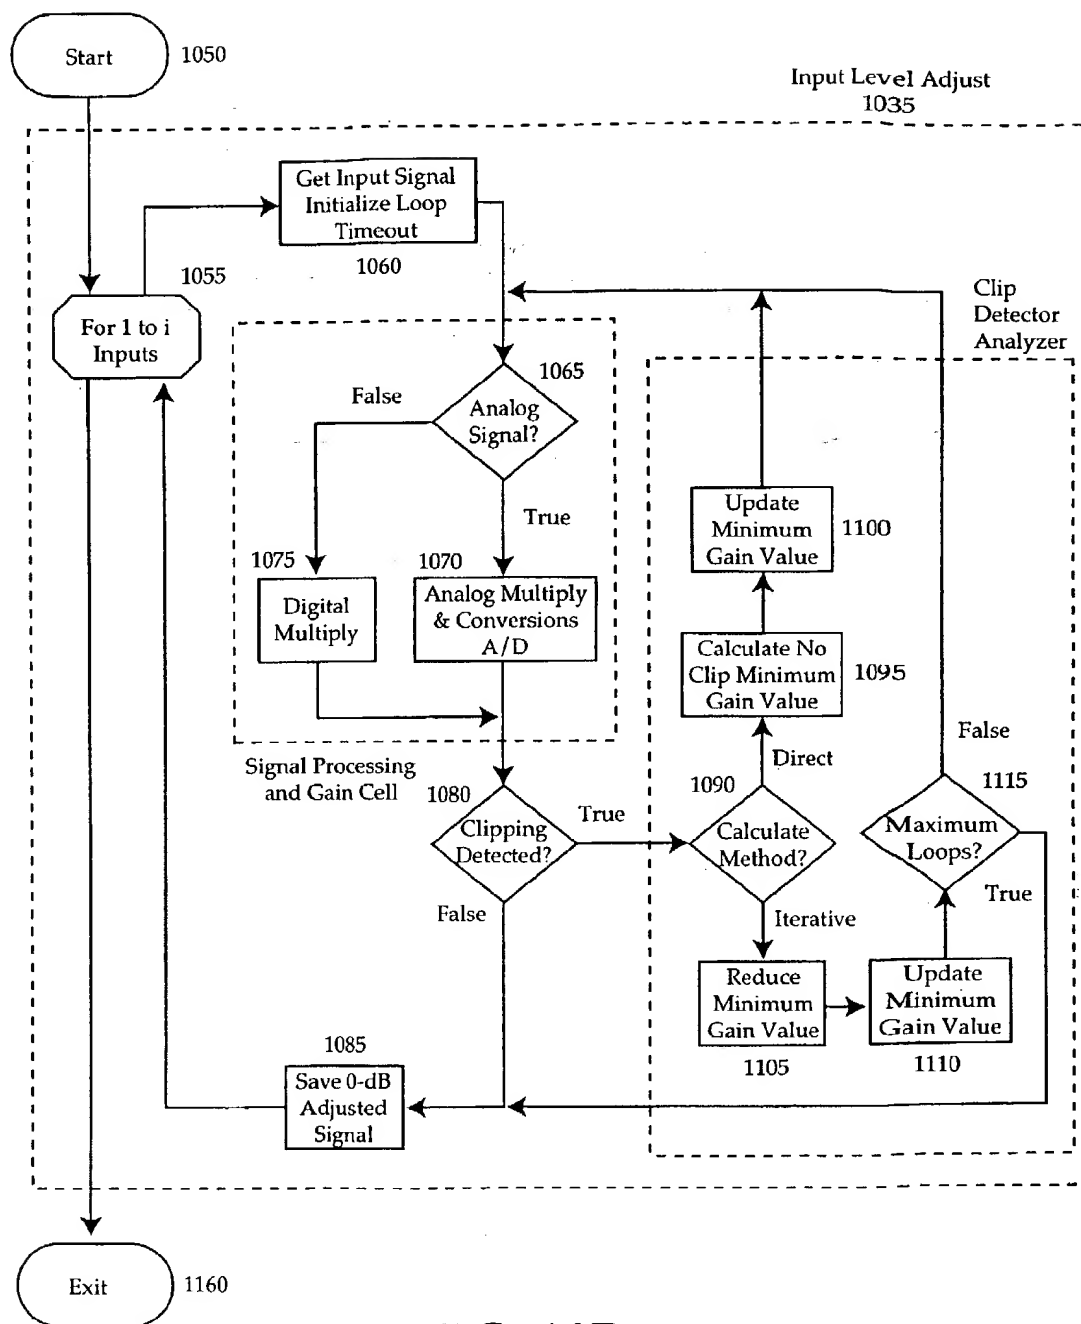 Start
1050
Input Level Adjust
1035
Get Input Signal
Initialize Loop
Timeout
1060
1055
For 1 to i
Inputs
Clip
Detector
Analyzer
1065
False
Analog
Signal?
True
1075
1070
Digital
Multiply
Analog Multiply
& Conversions
A/D
Update
Minimum
Gain Value
1100
Calculate No
Clip Minimum
Gain Value
1095
Signal Processing
and Gain Cell
1080
Clipping
Detected?
True
False
Direct
1090
Calculate
Method?
Iterative
False
1115
Maximum
Loops?
True
Reduce
Minimum
Gain Value
1105
Update
Minimum
Gain Value
1110
1085
Save 0-dB
Adjusted
Signal
Exit
1160